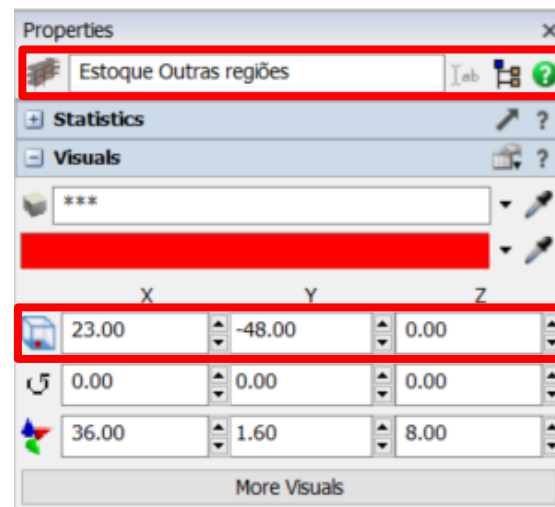 Properties ×
Estoque Outras regiões Iab ?
+ Statistics ?
- Visuals ?
***
X Y Z
23.00 -48.00 0.00
0.00 0.00 0.00
36.00 1.60 8.00
More Visuals